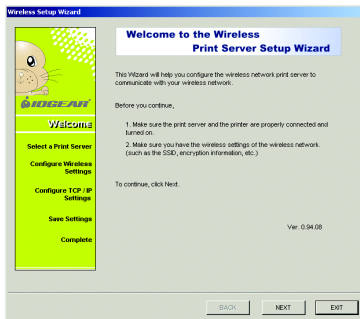 Wireless Setup Wizard
IOGEAR
Welcome
Select a Print Server
Configure Wireless
Settings
Configure TCP / IP
Settings
Save Settings
Complete
Welcome to the Wireless
Print Server Setup Wizard
This Wizard will help you configure the wireless network print server to
communicate with your wireless network.
Before you continue,
1. Make sure the print server and the printer are properly connected and
turned on.
2. Make sure you have the wireless settings of the wireless network.
(such as the SSID, encryption information, etc.)
To continue, click Next.
Ver. 0.94.08
BACK
NEXT
EXIT